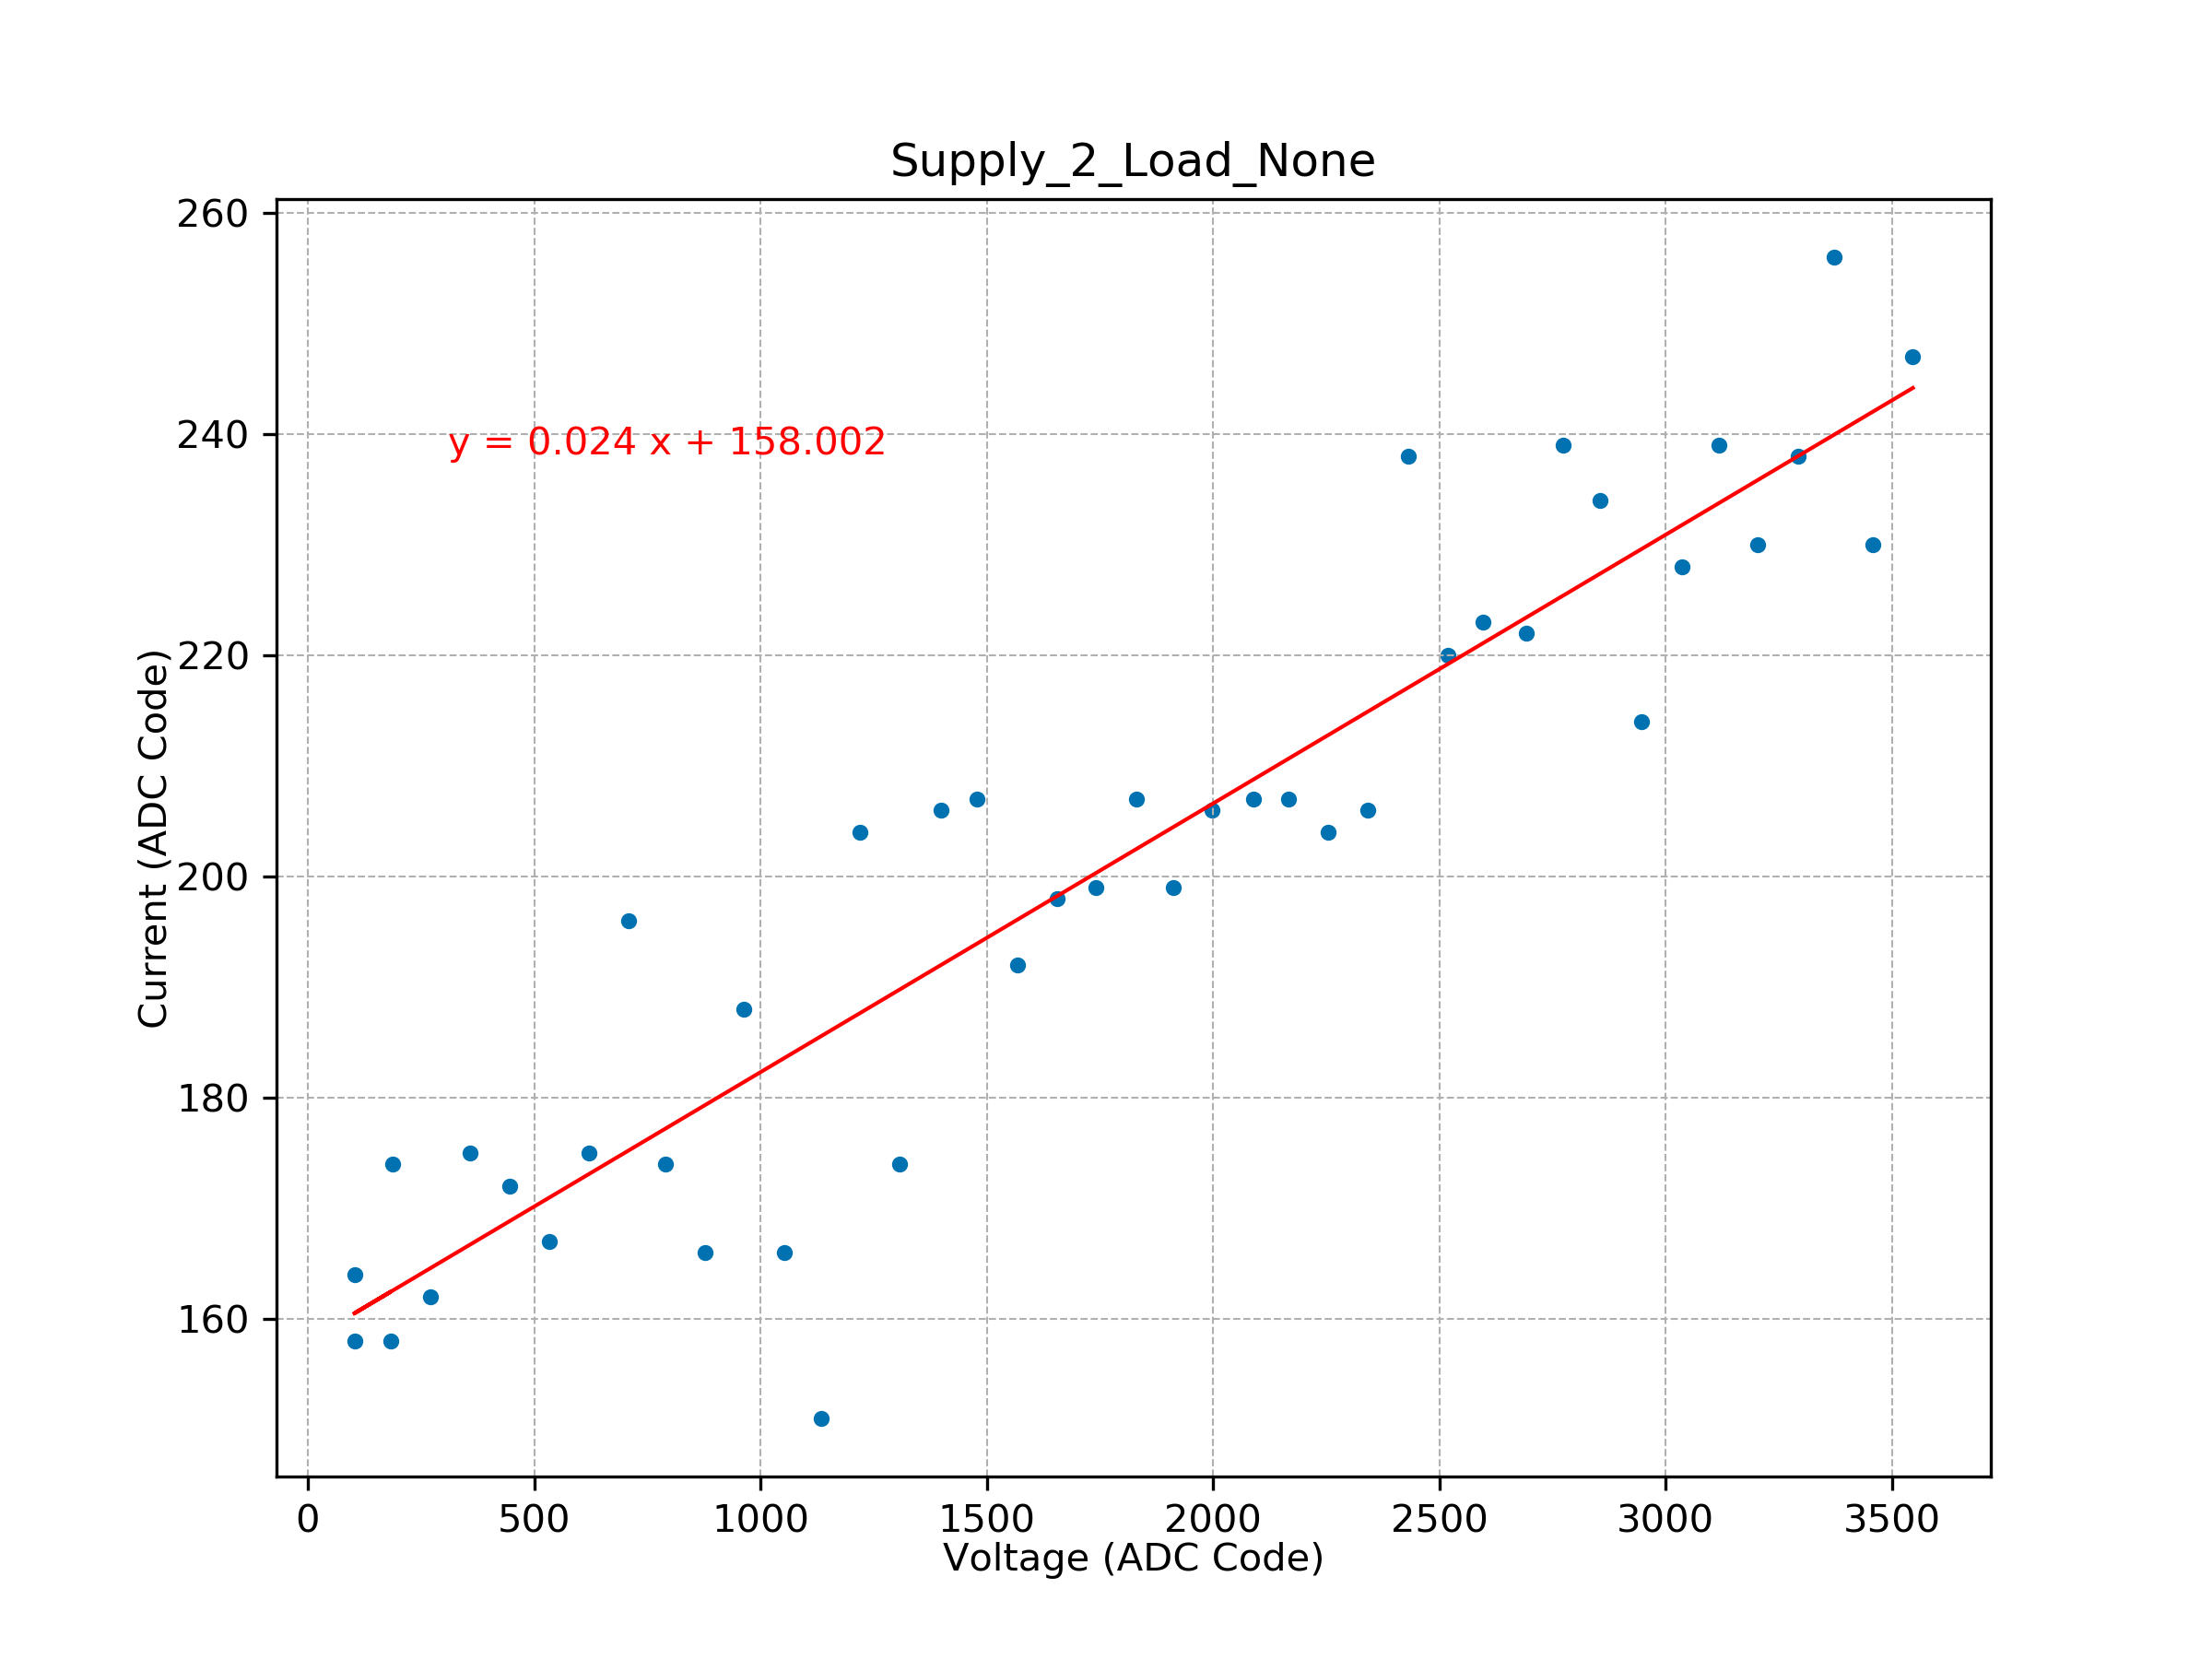 Supply_2_Load_None
260
240
220
200
180
160
y = 0.024 x + 158.002
Current (ADC Code)
0 500 1000 1500 2000 2500 3000 3500
Voltage (ADC Code)